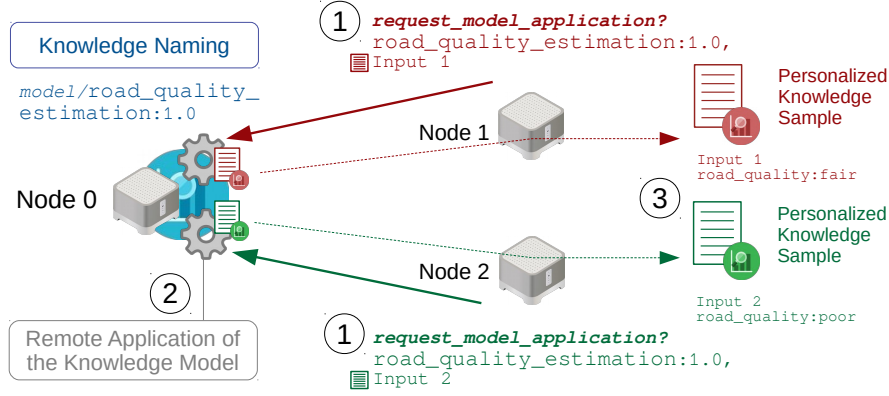 Knowledge Naming
model/road_quality_
estimation:1.0
1
request_model_application?
road_quality_estimation:1.0,
Input 1
Node 1
Personalized
Knowledge
Sample
Input 1
road_quality:fair
Node 0
3
Personalized
Knowledge
Sample
Node 2
Input 2
road_quality:poor
2
Remote Application of
the Knowledge Model
1
request_model_application?
road_quality_estimation:1.0,
Input 2